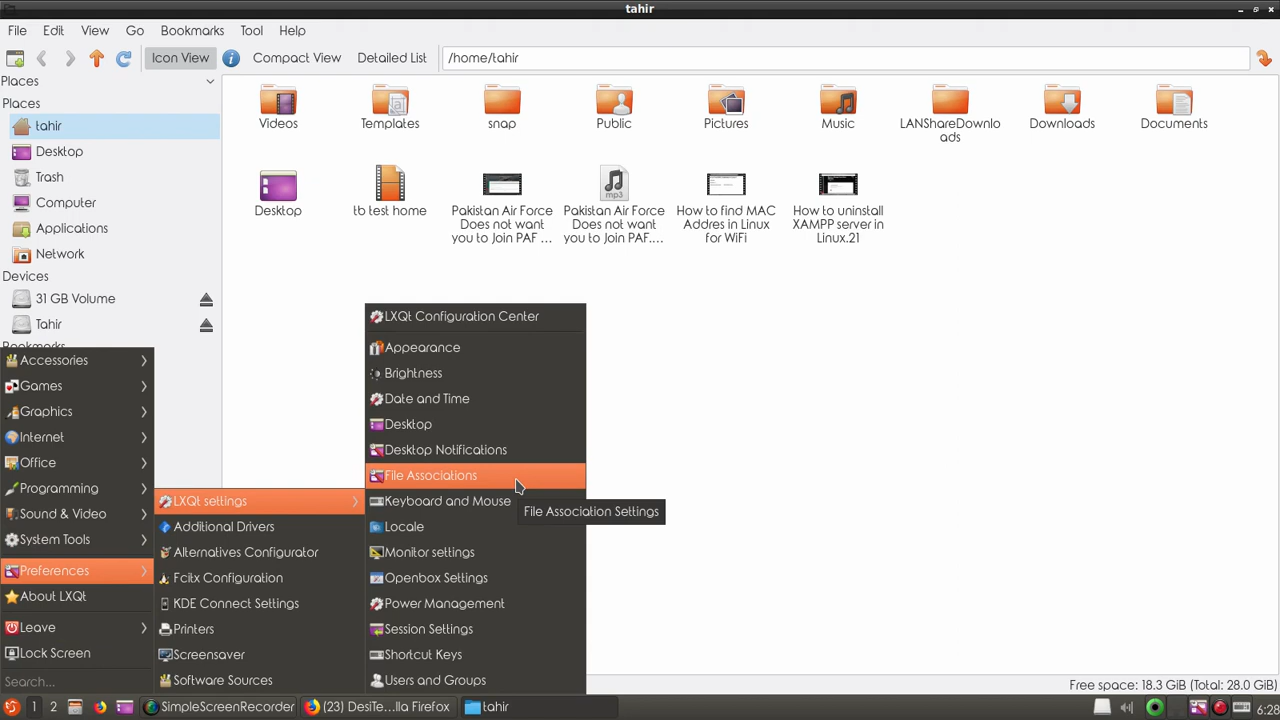 tahir
File Edit View Go Bookmarks Tool Help
Icon View Compact View Detailed List /home/tahir
Places
Places
tahir
Desktop
Trash
Computer
Applications
Network
Devices
31 GB Volume
Tahir
Videos Templates snap Public Pictures Music LANShareDownlo
ads Downloads Documents
Desktop tb test home
Pakistan Air Force
Does not want
you to Join PAF ...
mp3
Pakistan Air Force
Does not want
you to Join PAF....
How to find MAC
Addres in Linux
for WiFi
How to uninstall
XAMPP server in
Linux.21
Bookmarks
Accessories
Games
Graphics
Internet
Office
Programming
Sound & Video
System Tools
Preferences
About LXQt
Leave
Lock Screen
Search...
LXQt settings
Additional Drivers
Alternatives Configurator
Fcitx Configuration
KDE Connect Settings
Printers
Screensaver
Software Sources
LXQt Configuration Center
Appearance
Brightness
Date and Time
Desktop
Desktop Notifications
File Associations
Keyboard and Mouse
Locale
Monitor settings
Openbox Settings
Power Management
Session Settings
Shortcut Keys
Users and Groups
File Association Settings
Free space: 18.3 GiB (Total: 28.0 GiB)
1 2 SimpleScreenRecorder (23) DesiTe...lla Firefox tahir 6:28